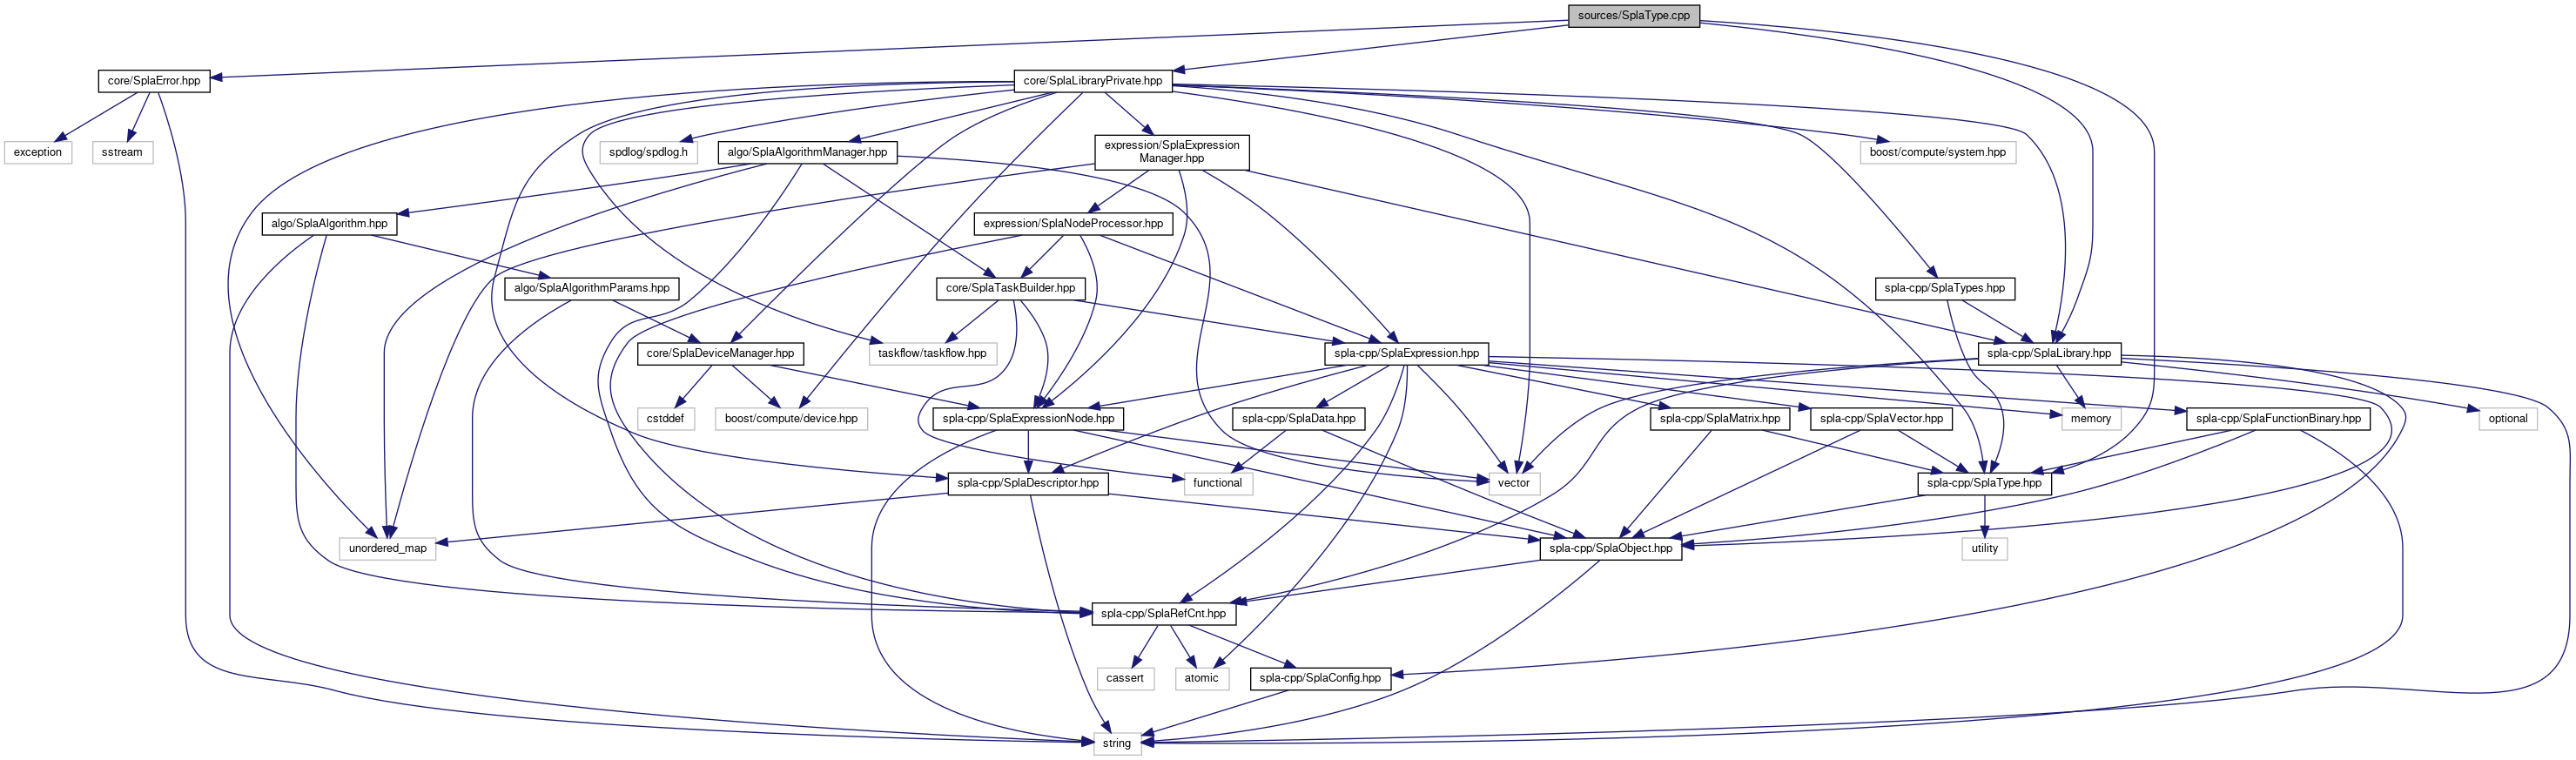 sources/SplaType.cpp
core/SplaError.hpp
core/SplaLibraryPrivate.hpp
exception
sstream
spdlog/spdlog.h
algo/SplaAlgorithmManager.hpp
expression/SplaExpression
Manager.hpp
boost/compute/system.hpp
algo/SplaAlgorithm.hpp
expression/SplaNodeProcessor.hpp
algo/SplaAlgorithmParams.hpp
core/SplaTaskBuilder.hpp
spla-cpp/SplaTypes.hpp
core/SplaDeviceManager.hpp
taskflow/taskflow.hpp
spla-cpp/SplaExpression.hpp
spla-cpp/SplaLibrary.hpp
cstddef
boost/compute/device.hpp
spla-cpp/SplaExpressionNode.hpp
spla-cpp/SplaData.hpp
spla-cpp/SplaMatrix.hpp
spla-cpp/SplaVector.hpp
memory
spla-cpp/SplaFunctionBinary.hpp
optional
spla-cpp/SplaDescriptor.hpp
functional
vector
spla-cpp/SplaType.hpp
unordered_map
spla-cpp/SplaObject.hpp
utility
spla-cpp/SplaRefCnt.hpp
cassert
atomic
spla-cpp/SplaConfig.hpp
string